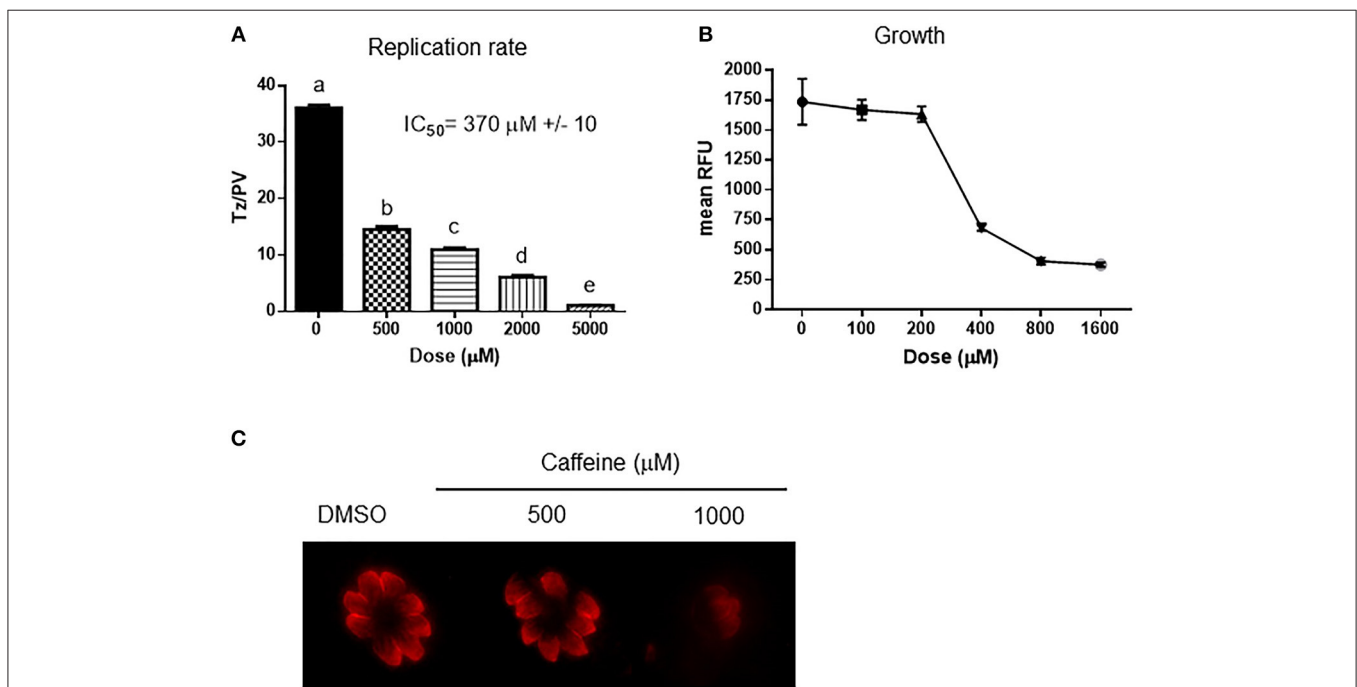 A
Replication rate
40
30
20
10
0
Tz/PV
a
b
c
d
e
IC50= 370 μM +/- 10
0 500 1000 2000 5000
Dose (μM)
B
Growth
2000
1750
1500
1250
1000
750
500
250
0
mean RFU
0 100 200 400 800 1600
Dose (μM)
C
Caffeine (μM)
DMSO 500 1000